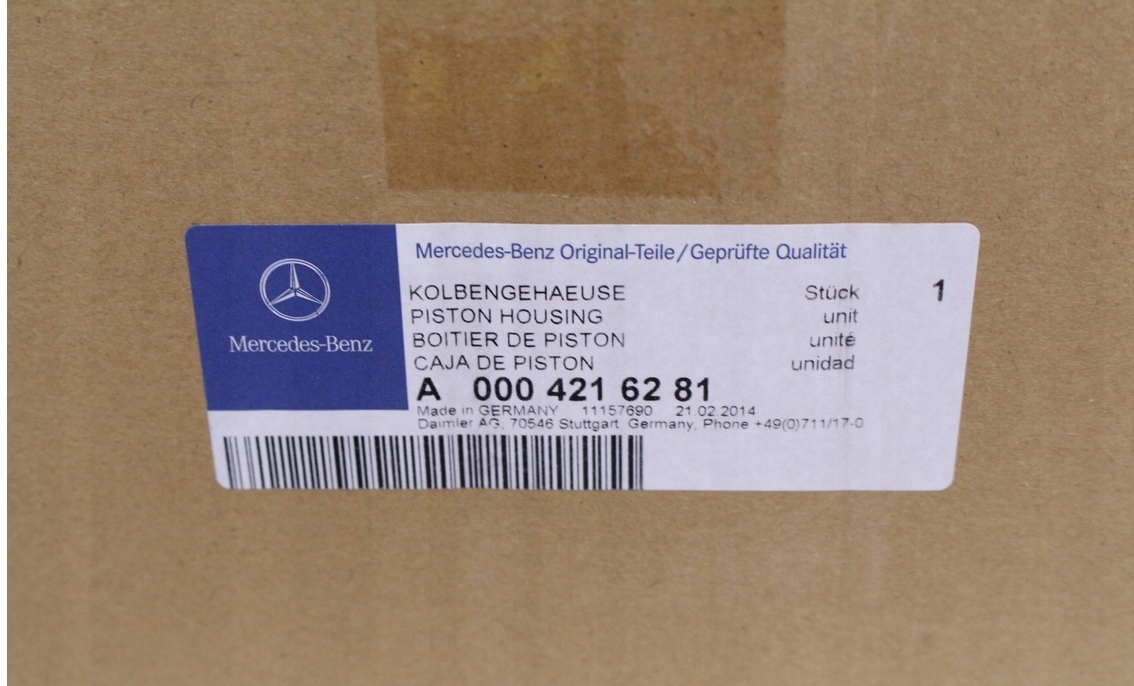 Mercedes-Benz
Mercedes-Benz Original-Teile/Geprüfte Qualität
KOLBENGEHAEUSE Stück 1
PISTON HOUSING unit
BOITIER DE PISTON unité
CAJA DE PISTON unidad
A 000 421 62 81
Made in GERMANY 11157690 21.02.2014
Daimler AG, 70546 Stuttgart, Germany, Phone +49(0)711/17-0